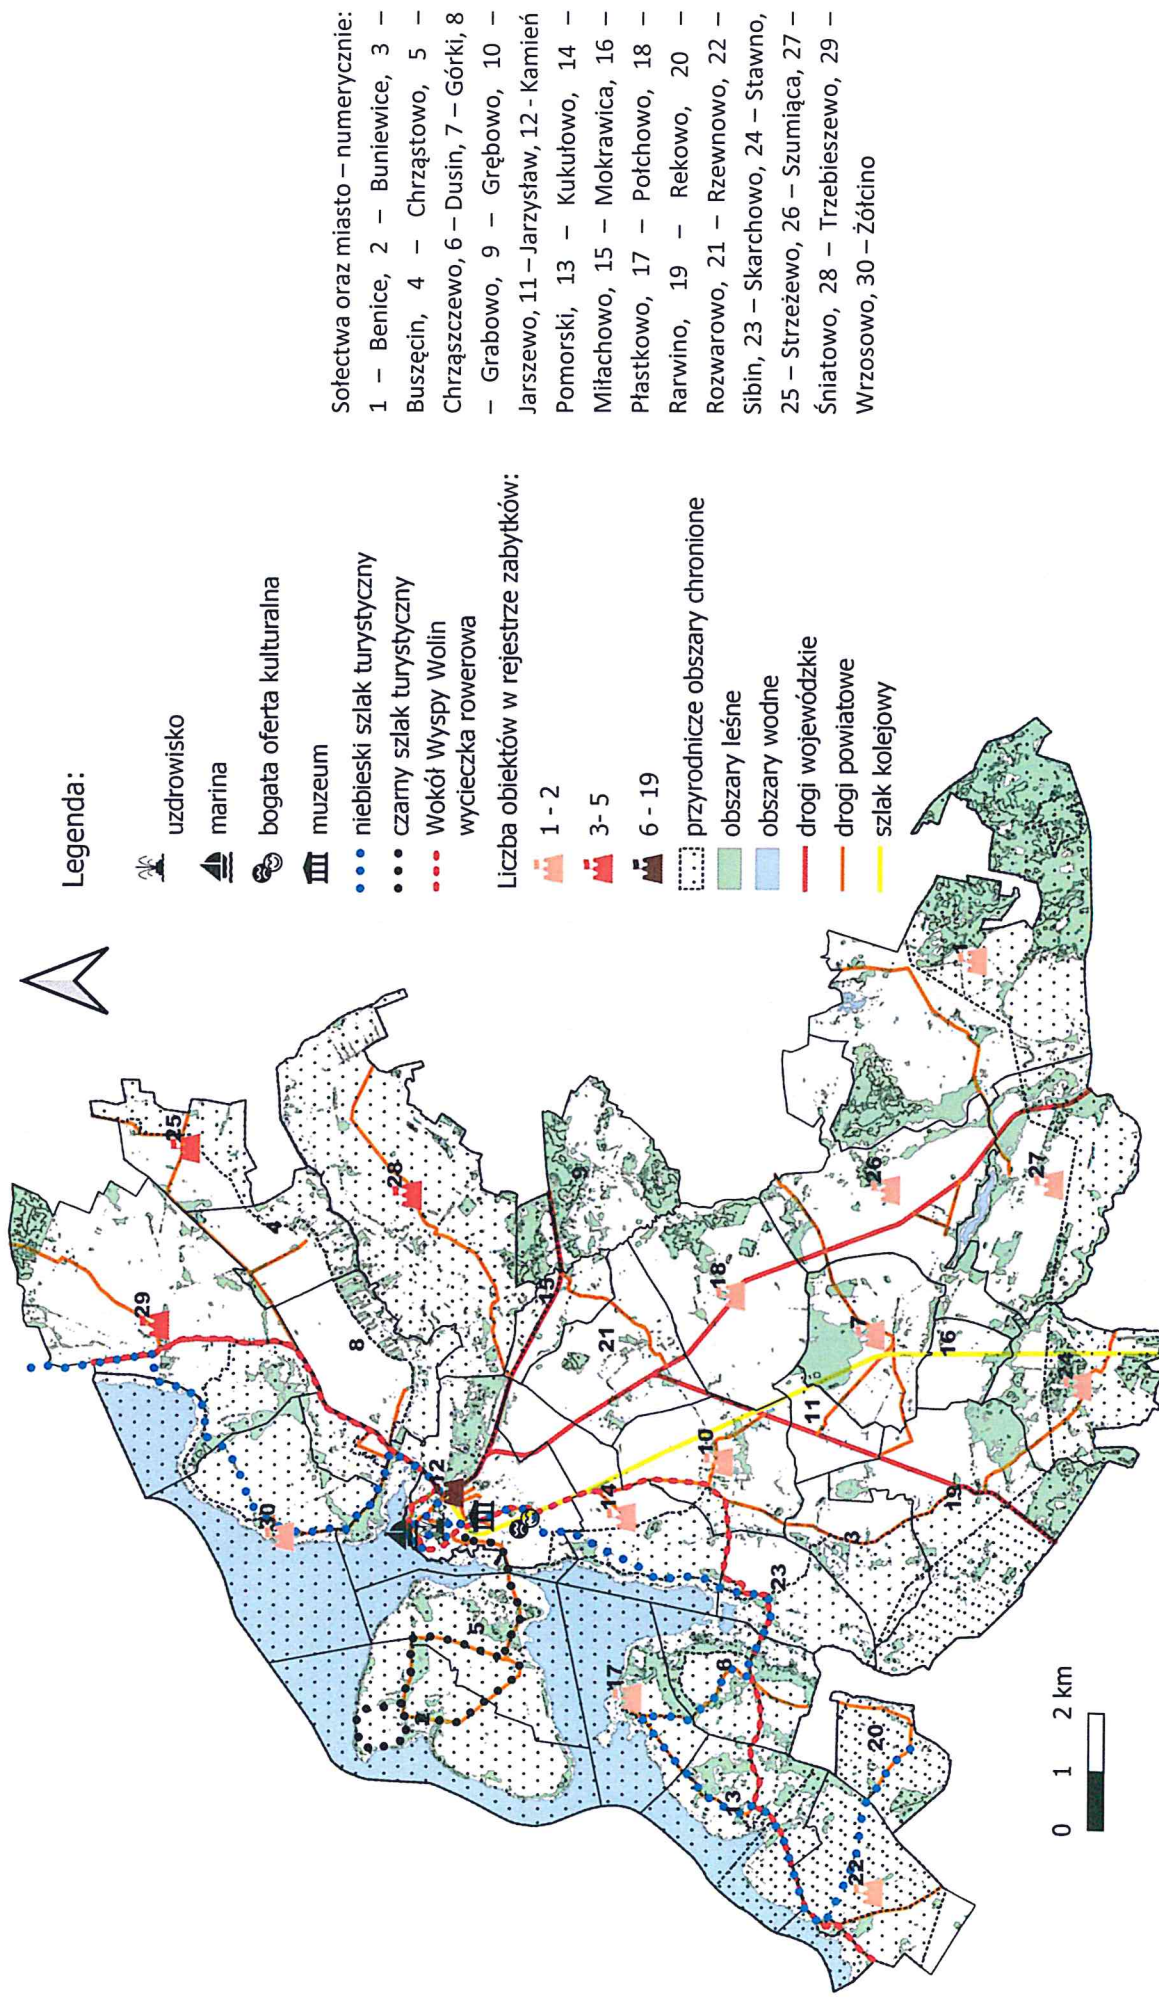 Legenda:
uzdrowisko
marina
bogata oferta kulturalna
muzeum
niebieski szlak turystyczny
czarny szlak turystyczny
Wokół Wyspy Wolin
wycieczka rowerowa
Liczba obiektów w rejestrze zabytków:
1 - 2
3- 5
6 - 19
przyrodnicze obszary chronione
obszary leśne
obszary wodne
drogi wojewódzkie
drogi powiatowe
szlak kolejowy
Sołectwa oraz miasto – numerycznie:
1 – Benice, 2 – Buniewice, 3 –
Buszęcin, 4 – Chrząstowo, 5 –
Chrząszczewo, 6 – Dusin, 7 – Górki, 8
– Grabowo, 9 – Grębowo, 10 –
Jarszewo, 11 – Jarzysław, 12 - Kamień
Pomorski, 13 – Kukułowo, 14 –
Miłachowo, 15 – Mokrawica, 16 –
Płastkowo, 17 – Połchowo, 18 –
Rarwino, 19 – Rekowo, 20 –
Rozwarowo, 21 – Rzewnowo, 22 –
Sibin, 23 – Skarchowo, 24 – Stawno,
25 – Strzeżewo, 26 – Szumiąca, 27 –
Śniatowo, 28 – Trzebieszewo, 29 –
Wrzosowo, 30 – Żółcino
29
25
4
30
8
28
12
2
5
15
9
17
14
21
10
18
6
13
23
11
7
26
22
20
3
19
16
24
27
1
0 1 2 km